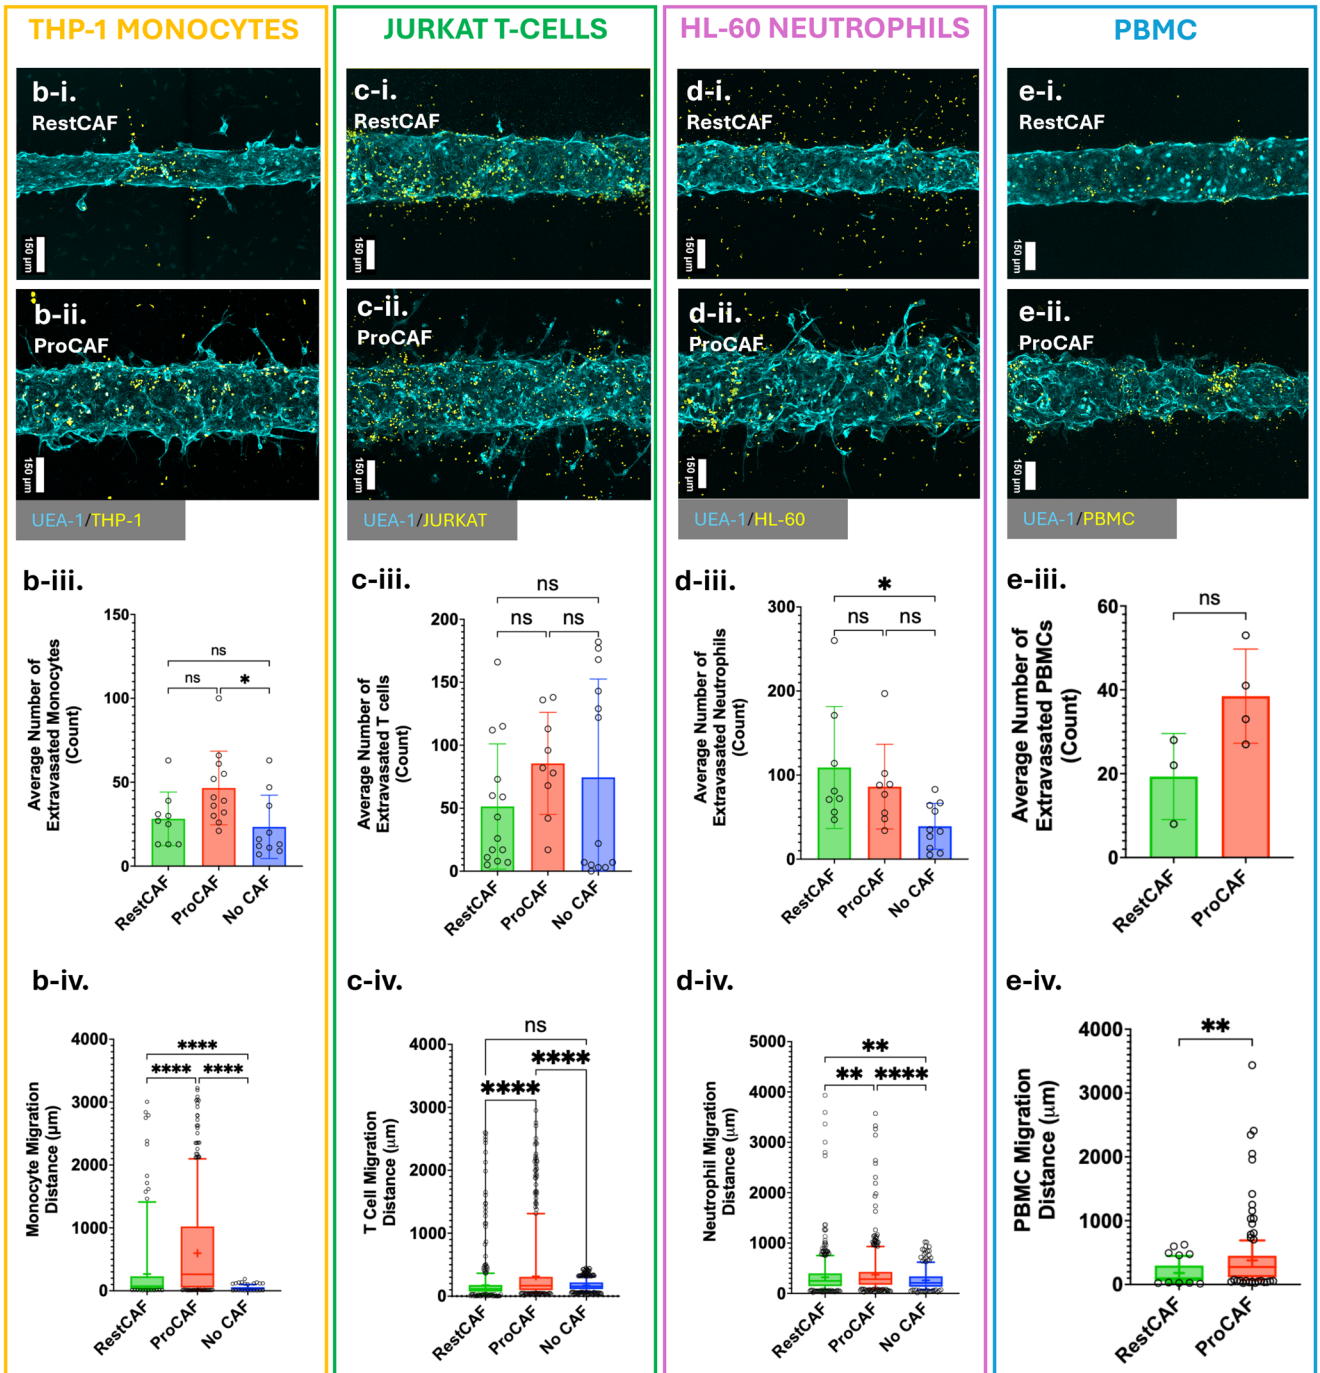 THP-1 MONOCYTES
b-i.
RestCAF
150 µm
b-ii.
ProCAF
150 µm
UEA-1/THP-1
b-iii.
Average Number of
Extravasated Monocytes
(Count)
150
100
50
0
ns
ns
*
RestCAF
ProCAF
No CAF
b-iv.
Monocyte Migration
Distance (μm)
4000
3000
2000
1000
0
****
****
****
RestCAF
ProCAF
No CAF
JURKAT T-CELLS
c-i.
RestCAF
150 µm
c-ii.
ProCAF
150 µm
UEA-1/JURKAT
c-iii.
Average Number of
Extravasated T cells
(Count)
200
150
100
50
0
ns
ns
ns
RestCAF
ProCAF
No CAF
c-iv.
T Cell Migration
Distance (μm)
4000
3000
2000
1000
0
ns
****
****
RestCAF
ProCAF
No CAF
HL-60 NEUTROPHILS
d-i.
RestCAF
150 µm
d-ii.
ProCAF
150 µm
UEA-1/HL-60
d-iii.
Average Number of
Extravasated Neutrophils
(Count)
300
200
100
0
*
ns
ns
RestCAF
ProCAF
No CAF
d-iv.
Neutrophil Migration
Distance (μm)
5000
4000
3000
2000
1000
0
**
**
****
RestCAF
ProCAF
No CAF
PBMC
e-i.
RestCAF
150 µm
e-ii.
ProCAF
150 µm
UEA-1/PBMC
e-iii.
Average Number of
Extravasated PBMCs
(Count)
60
40
20
0
ns
RestCAF
ProCAF
e-iv.
PBMC Migration
Distance (μm)
4000
3000
2000
1000
0
**
RestCAF
ProCAF